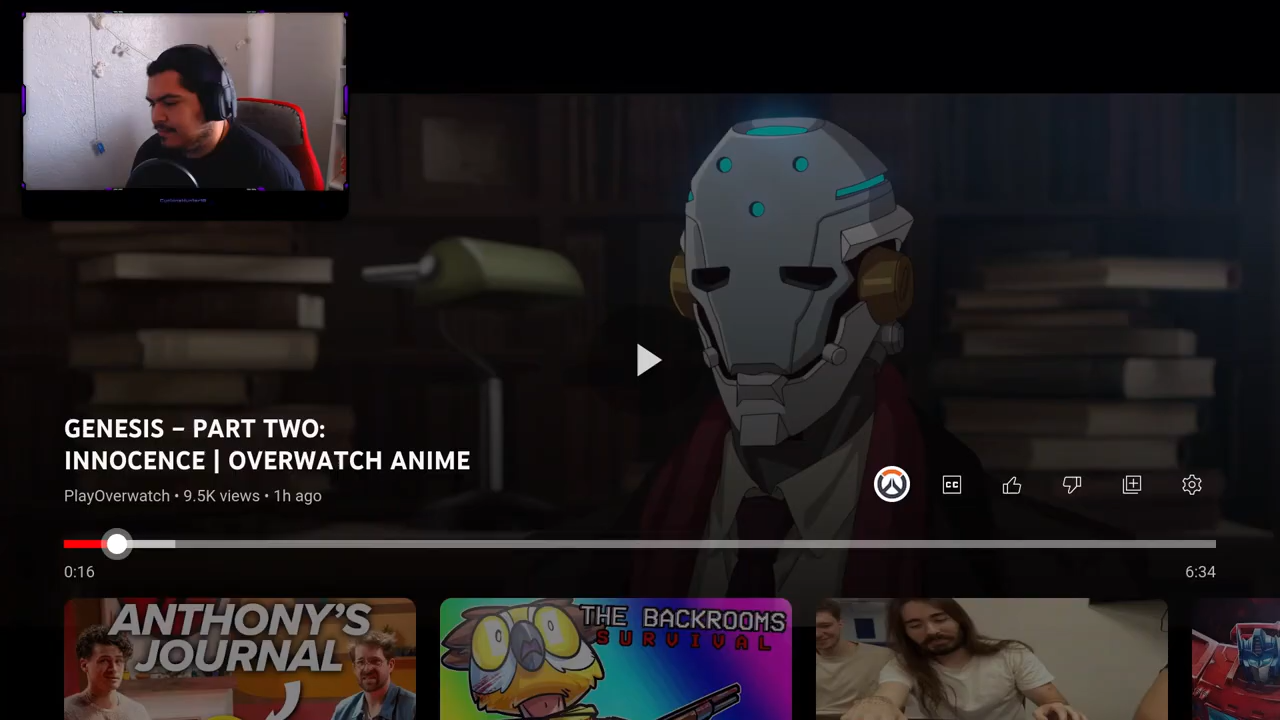 GENESIS – PART TWO:
INNOCENCE | OVERWATCH ANIME
PlayOverwatch • 9.5K views • 1h ago
CC
0:16
6:34
ANTHONY'S
JOURNAL
THE BACKROOMS
SURVIVAL